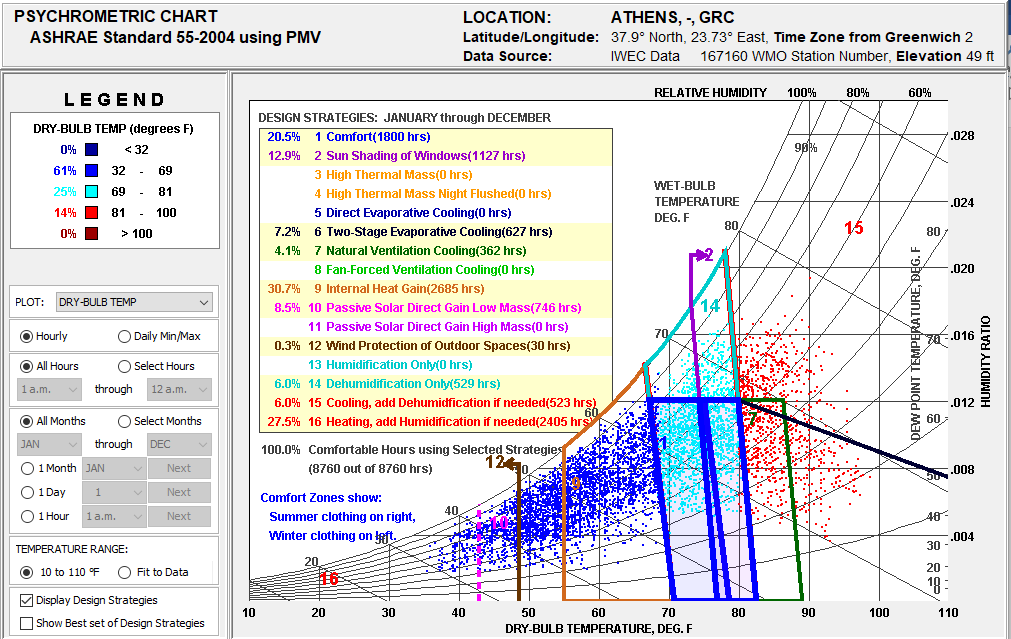 PSYCHROMETRIC CHART
ASHRAE Standard 55-2004 using PMV
LOCATION: ATHENS, -, GRC
Latitude/Longitude: 37.9° North, 23.73° East, Time Zone from Greenwich 2
Data Source: IWEC Data 167160 WMO Station Number, Elevation 49 ft
LEGEND
DRY-BULB TEMP (degrees F)
0% < 32
61% 32 - 69
25% 69 - 81
14% 81 - 100
0% > 100
PLOT: DRY-BULB TEMP
Hourly Daily Min/Max
All Hours Select Hours
1 a.m. through 12 a.m.
All Months Select Months
JAN through DEC
1 Month JAN Next
1 Day 1 Next
1 Hour 1 a.m. Next
TEMPERATURE RANGE:
10 to 110 °F Fit to Data
Display Design Strategies
Show Best set of Design Strategies
RELATIVE HUMIDITY 100% 80% 60%
90%
DESIGN STRATEGIES: JANUARY through DECEMBER
20.5% 1 Comfort(1800 hrs)
12.9% 2 Sun Shading of Windows(1127 hrs)
3 High Thermal Mass(0 hrs)
4 High Thermal Mass Night Flushed(0 hrs)
5 Direct Evaporative Cooling(0 hrs)
7.2% 6 Two-Stage Evaporative Cooling(627 hrs)
4.1% 7 Natural Ventilation Cooling(362 hrs)
8 Fan-Forced Ventilation Cooling(0 hrs)
30.7% 9 Internal Heat Gain(2685 hrs)
8.5% 10 Passive Solar Direct Gain Low Mass(746 hrs)
11 Passive Solar Direct Gain High Mass(0 hrs)
0.3% 12 Wind Protection of Outdoor Spaces(30 hrs)
13 Humidification Only(0 hrs)
6.0% 14 Dehumidification Only(529 hrs)
6.0% 15 Cooling, add Dehumidification if needed(523 hrs)
27.5% 16 Heating, add Humidification if needed(2405 hrs)
100.0% Comfortable Hours using Selected Strategies
(8760 out of 8760 hrs)
Comfort Zones show:
Summer clothing on right,
Winter clothing on left.
WET-BULB
TEMPERATURE
DEG. F
20
30
40
60
70
80
1
2
7
9
10
12
14
15
16
DEW POINT TEMPERATURE, DEG. F
80
70
60
50
40
30
20
10
0
.028
.024
.020
.016
.012
.008
.004
HUMIDITY RATIO
10 20 30 40 50 60 70 80 90 100 110
DRY-BULB TEMPERATURE, DEG. F